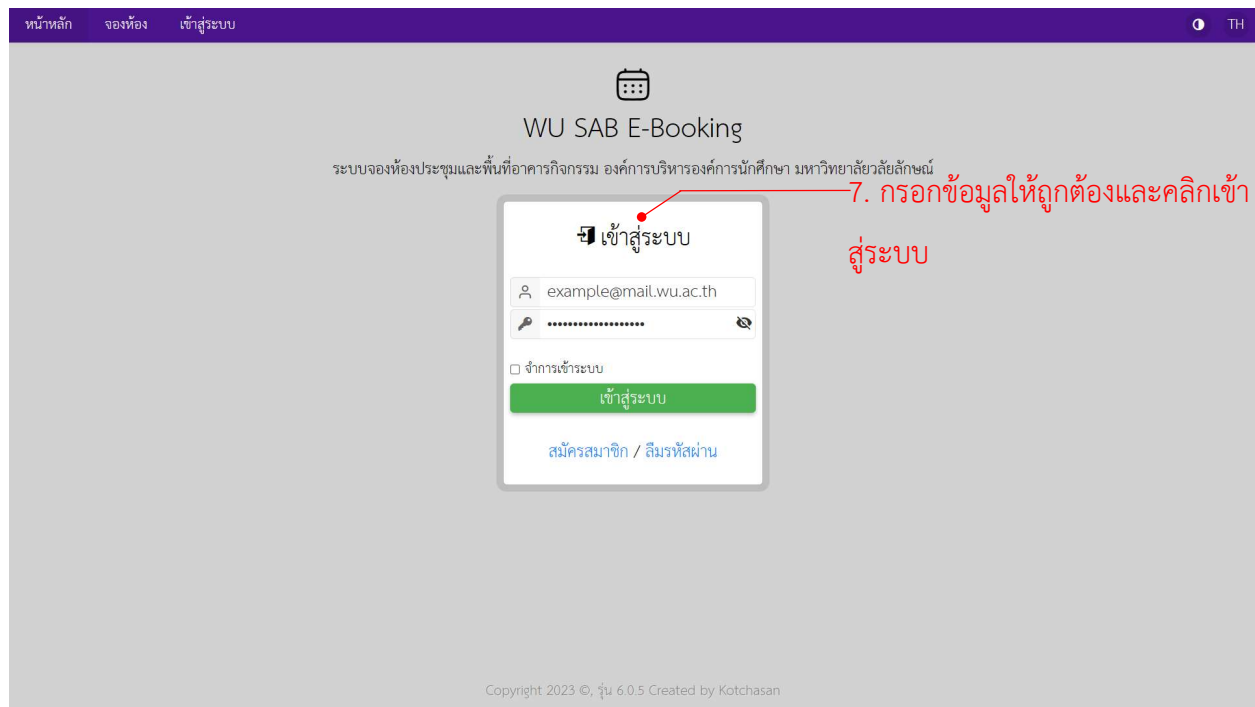 หน้าหลัก จองห้อง เข้าสู่ระบบ TH
WU SAB E-Booking
ระบบจองห้องประชุมและพื้นที่อาคารกิจกรรม องค์การบริหารองค์การนักศึกษา มหาวิทยาลัยวลัยลักษณ์
7. กรอกข้อมูลให้ถูกต้องและคลิกเข้า
สู่ระบบ
เข้าสู่ระบบ
example@mail.wu.ac.th
•••••••••••••••••••
จำการเข้าระบบ
เข้าสู่ระบบ
สมัครสมาชิก / ลืมรหัสผ่าน
Copyright 2023 ©, รุ่น 6.0.5 Created by Kotchasan